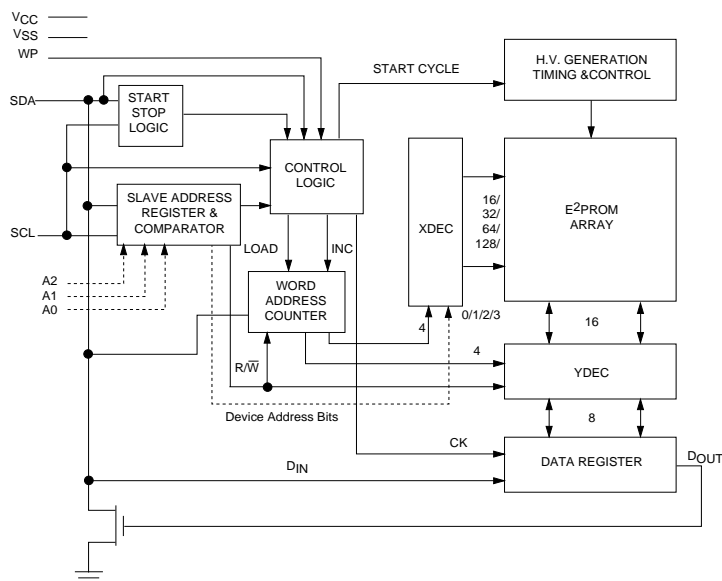 VCC
VSS
WP
SDA
START
STOP
LOGIC
START CYCLE
H.V. GENERATION
TIMING &CONTROL
CONTROL
LOGIC
SLAVE ADDRESS
REGISTER &
COMPARATOR
SCL
XDEC
16/
32/
64/
128/
E²PROM
ARRAY
LOAD
INC
A2
A1
A0
WORD
ADDRESS
COUNTER
0/1/2/3
4
16
R/W̅
4
YDEC
Device Address Bits
8
CK
DIN
DATA REGISTER
DOUT